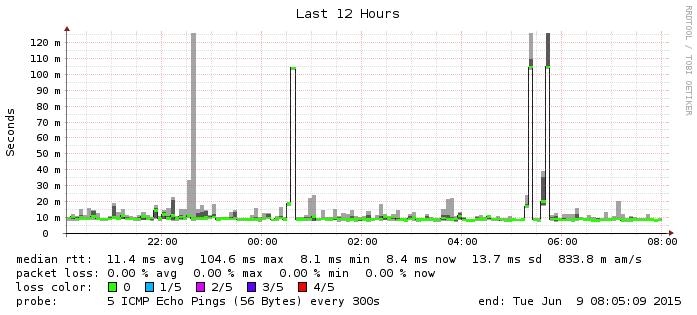 Last 12 Hours
RRDTOOL / TOBI OETIKER
Seconds
120 m
110 m
100 m
90 m
80 m
70 m
60 m
50 m
40 m
30 m
20 m
10 m
0
22:00 00:00 02:00 04:00 06:00 08:00
median rtt: 11.4 ms avg 104.6 ms max 8.1 ms min 8.4 ms now 13.7 ms sd 833.8 m am/s
packet loss: 0.00 % avg 0.00 % max 0.00 % min 0.00 % now
loss color: 0 1/5 2/5 3/5 4/5
probe: 5 ICMP Echo Pings (56 Bytes) every 300s end: Tue Jun 9 08:05:09 2015